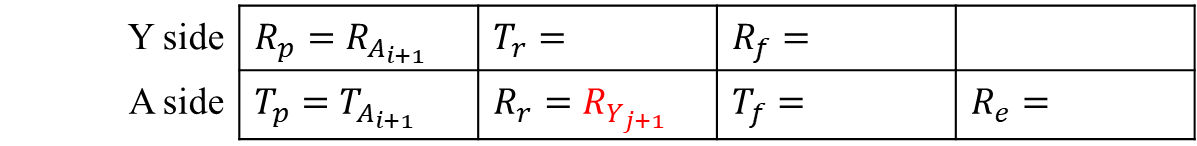 Y side R_p = R_{A_{i+1}} T_r = R_f =
A side T_p = T_{A_{i+1}} R_r = R_{Y_{j+1}} T_f = R_e =